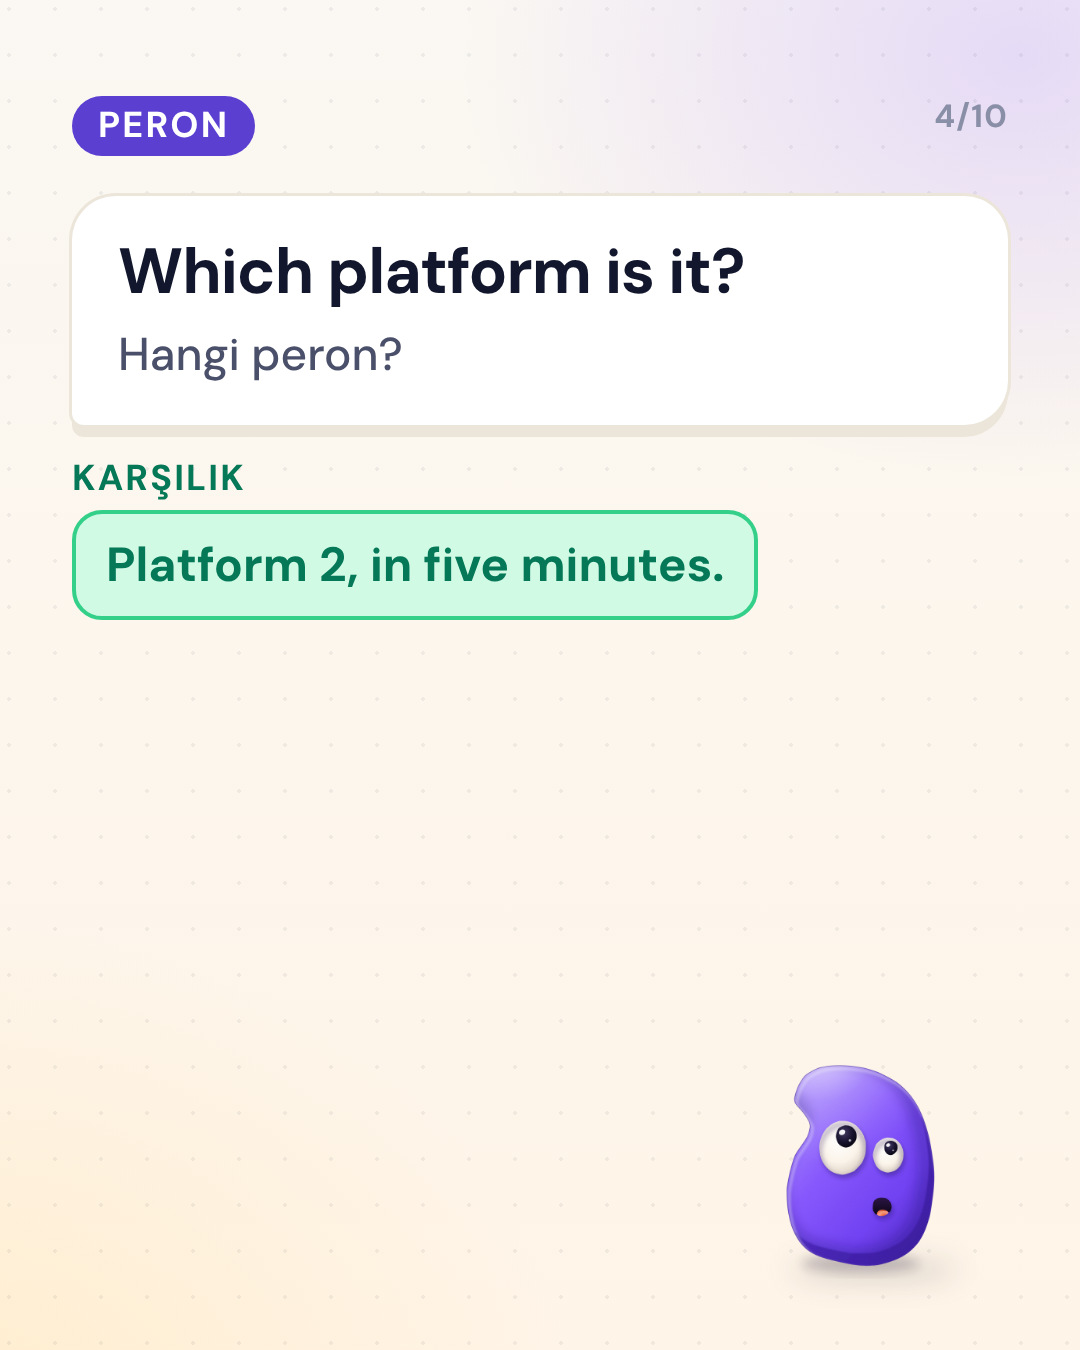 PERON
4/10
Which platform is it?
Hangi peron?
KARŞILIK
Platform 2, in five minutes.